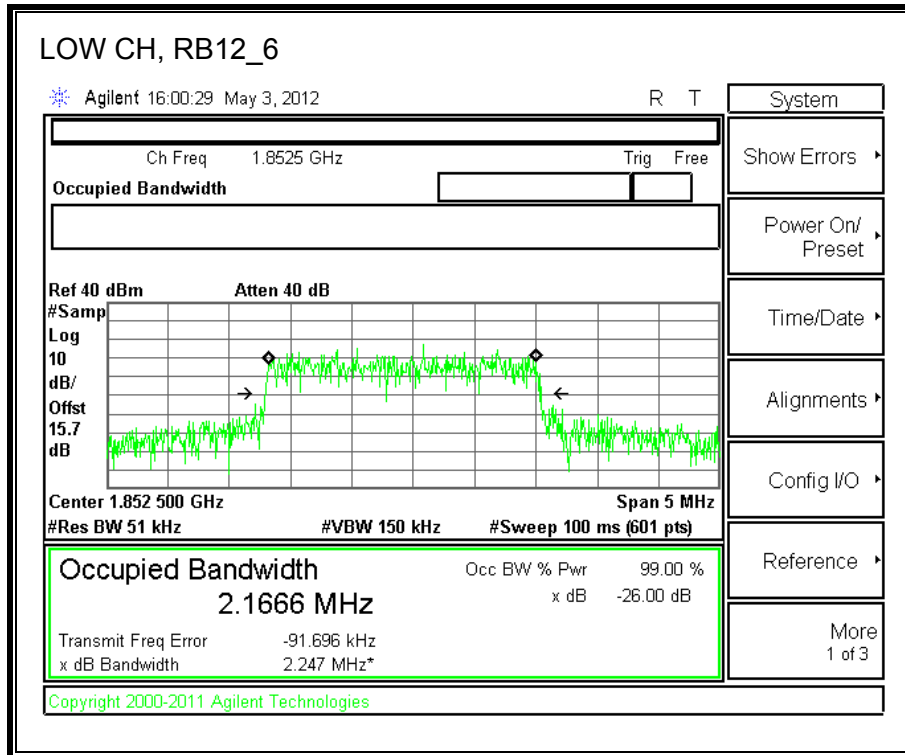 LOW CH, RB12_6
Agilent 16:00:29 May 3, 2012 R T
System
Ch Freq 1.8525 GHz Trig Free
Occupied Bandwidth
Show Errors
Power On/
Preset
Time/Date
Alignments
Config I/O
Reference
More
1 of 3
Ref 40 dBm Atten 40 dB
#Samp
Log
10
dB/
Offst
15.7
dB
Center 1.852 500 GHz Span 5 MHz
#Res BW 51 kHz #VBW 150 kHz #Sweep 100 ms (601 pts)
Occupied Bandwidth Occ BW % Pwr 99.00 %
2.1666 MHz x dB -26.00 dB
Transmit Freq Error -91.696 kHz
x dB Bandwidth 2.247 MHz*
Copyright 2000-2011 Agilent Technologies